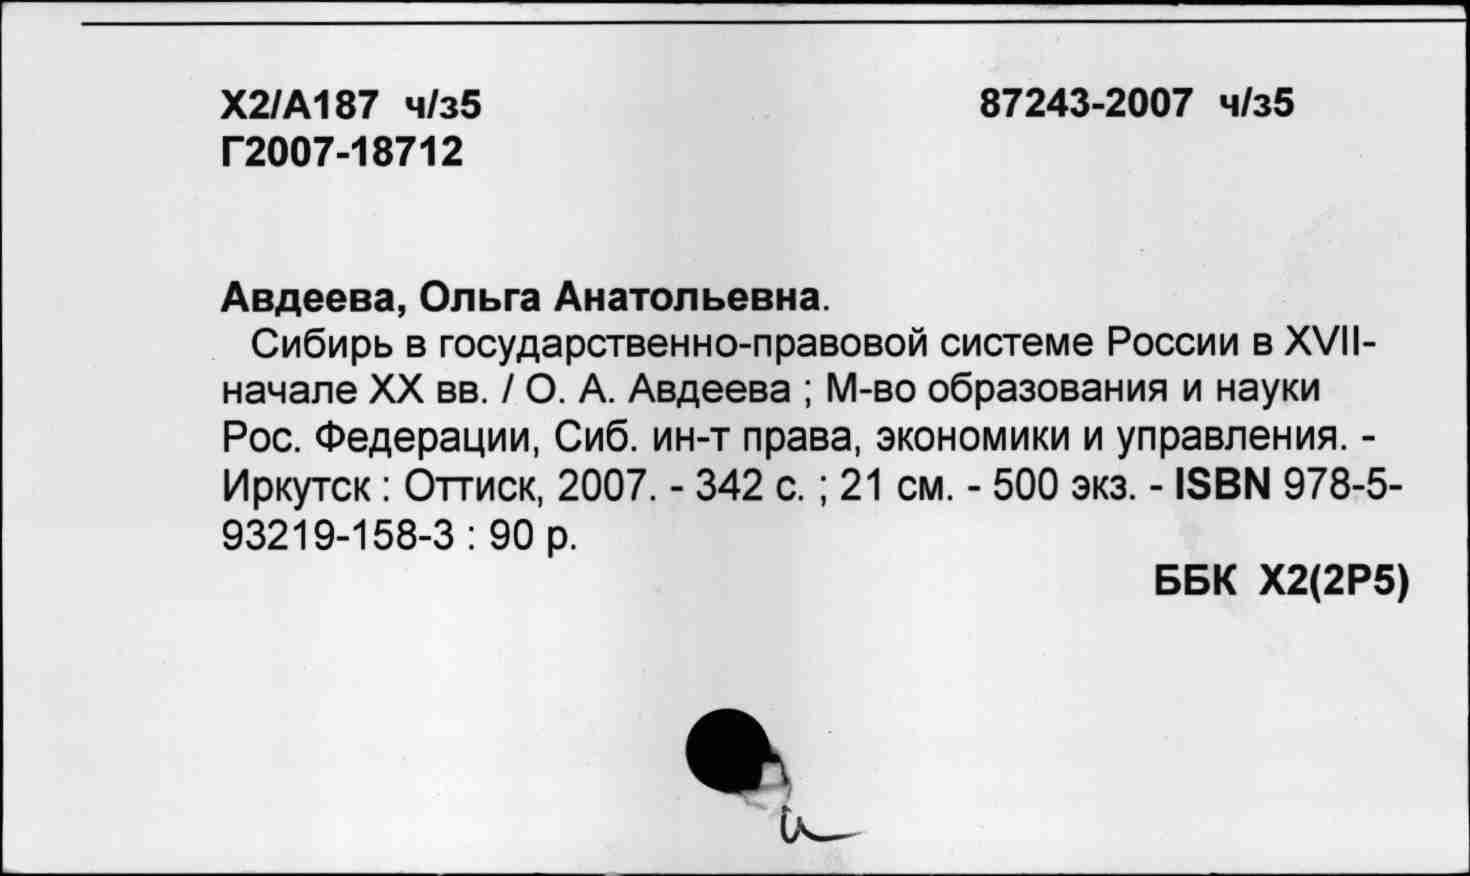 Х2/А187 ч/з5 87243-2007 ч/з5
Г2007-18712
Авдеева, Ольга Анатольевна.
Сибирь в государственно-правовой системе России в XVII-
начале XX вв. / О. А. Авдеева ; М-во образования и науки
Рос. Федерации, Сиб. ин-т права, экономики и управления. -
Иркутск : Оттиск, 2007. - 342 с. ; 21 см. - 500 экз. - ISBN 978-5-
93219-158-3 : 90 р.
ББК Х2(2Р5)